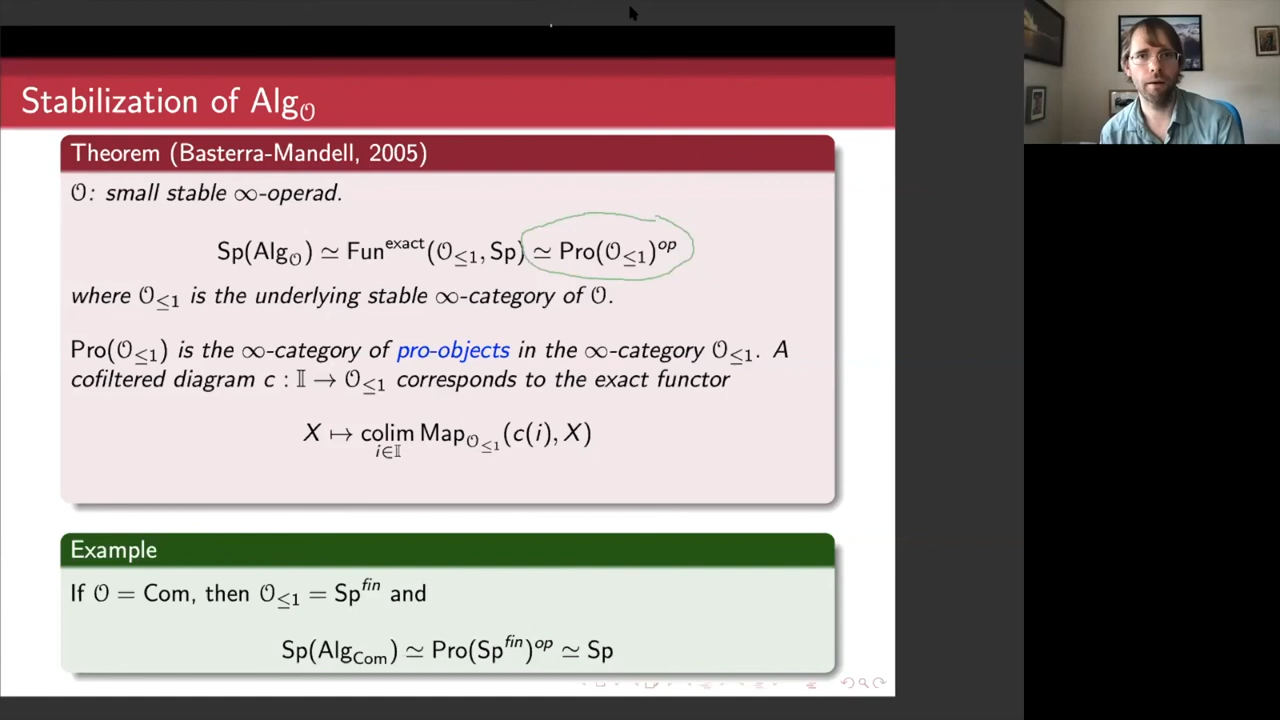 Stabilization of Alg_𝒪
Theorem (Basterra-Mandell, 2005)
𝒪: small stable ∞-operad.
Sp(Alg_𝒪) ≃ Fun^exact(𝒪_≤1, Sp) ≃ Pro(𝒪_≤1)^op
where 𝒪_≤1 is the underlying stable ∞-category of 𝒪.
Pro(𝒪_≤1) is the ∞-category of pro-objects in the ∞-category 𝒪_≤1. A
cofiltered diagram c : 𝕀 → 𝒪_≤1 corresponds to the exact functor
X ↦ colim_{i∈𝕀} Map_{𝒪_≤1}(c(i), X)
Example
If 𝒪 = Com, then 𝒪_≤1 = Sp^fin and
Sp(Alg_Com) ≃ Pro(Sp^fin)^op ≃ Sp